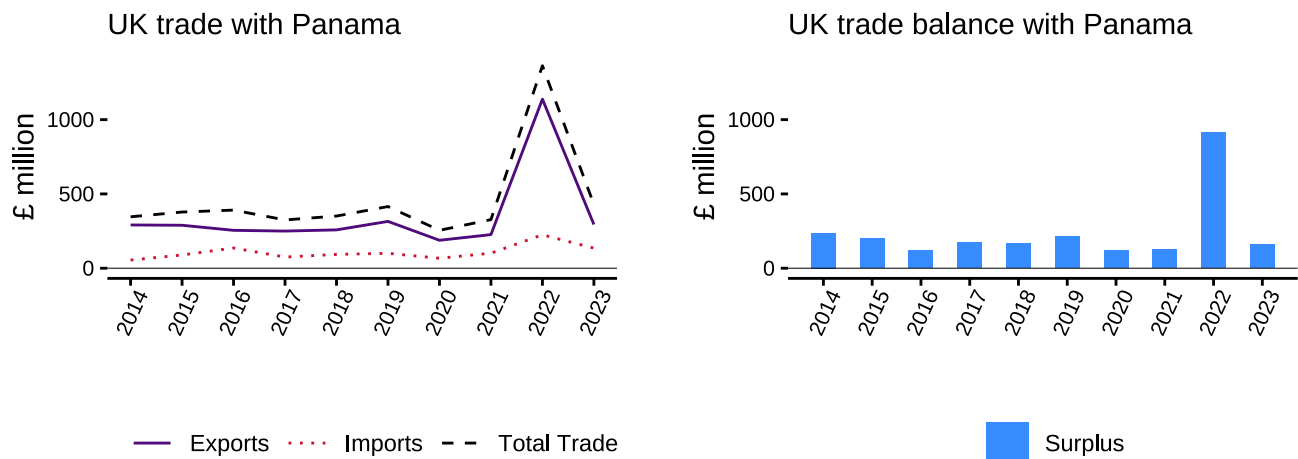 UK trade with Panama
£ million
1000
500
0
2014 2015 2016 2017 2018 2019 2020 2021 2022 2023
Exports Imports Total Trade
UK trade balance with Panama
£ million
1000
500
0
2014 2015 2016 2017 2018 2019 2020 2021 2022 2023
Surplus